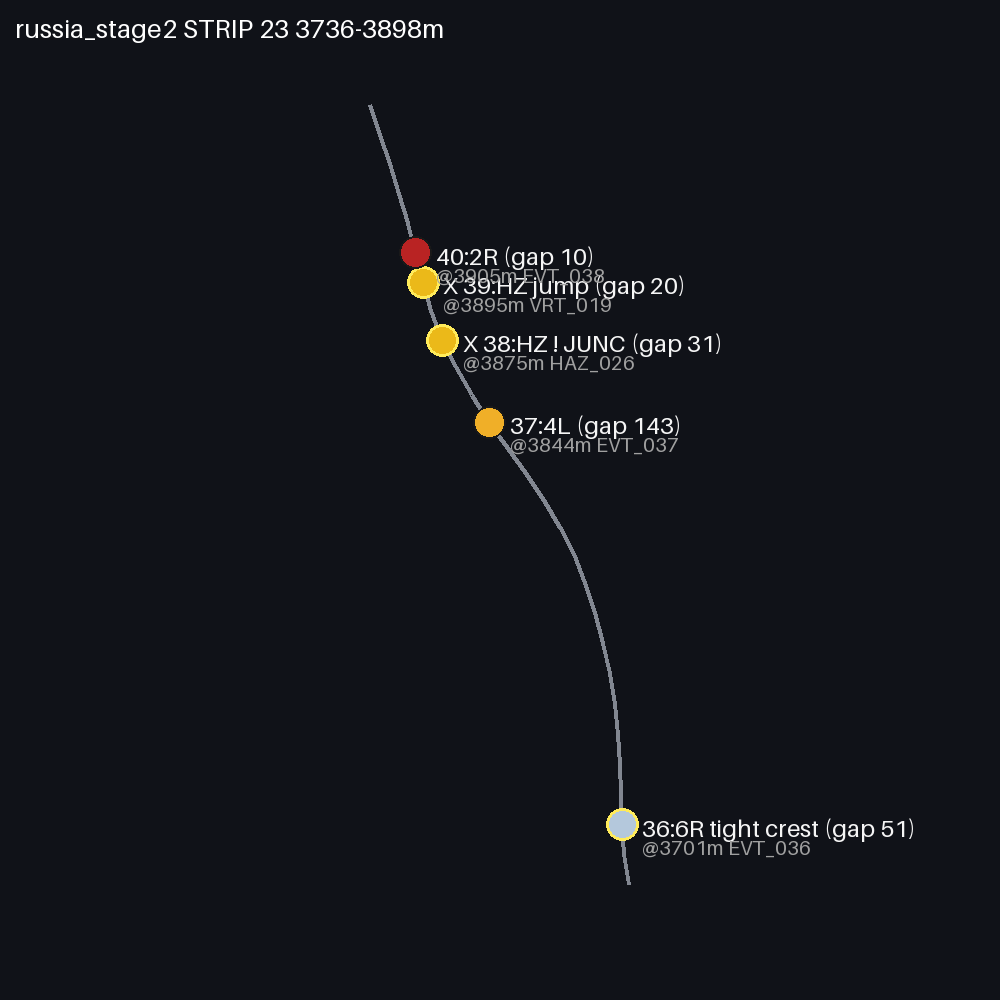 russia_stage2 STRIP 23 3736-3898m
40:2R (gap 10)
@3905m EVT_038
X 39:HZ jump (gap 20)
@3895m VRT_019
X 38:HZ ! JUNC (gap 31)
@3875m HAZ_026
37:4L (gap 143)
@3844m EVT_037
36:6R tight crest (gap 51)
@3701m EVT_036